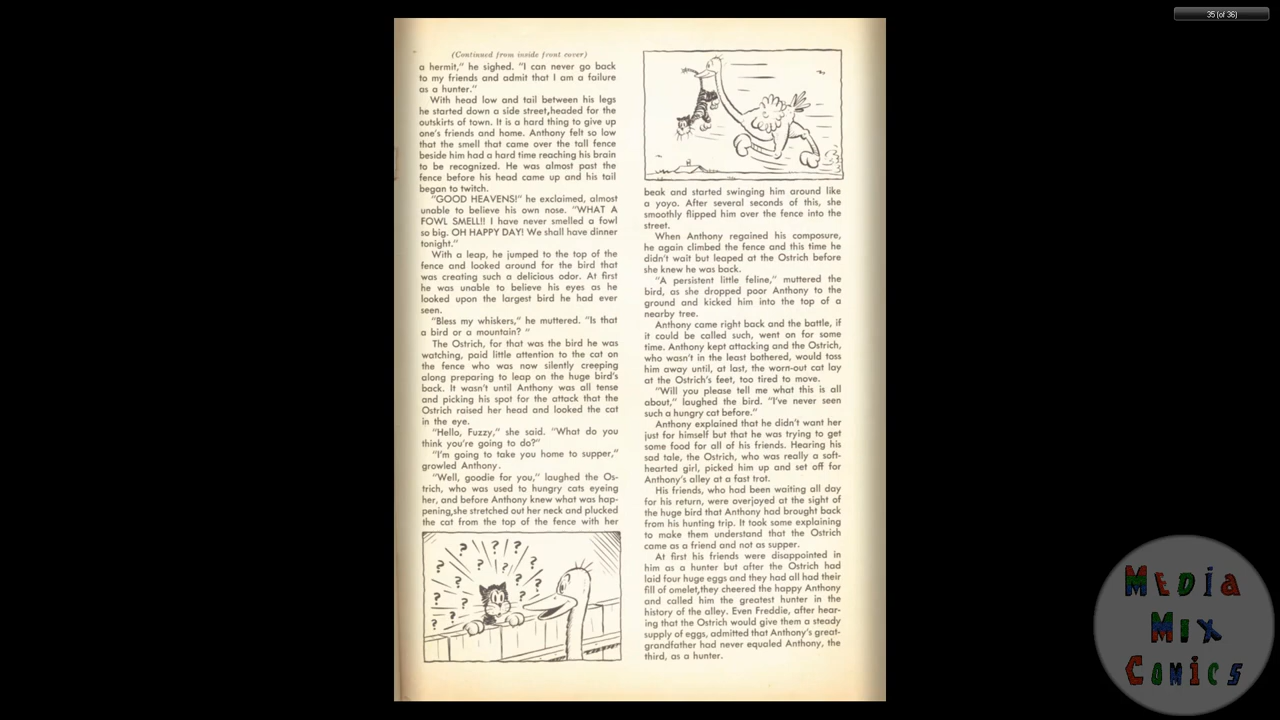 35 (of 36)
(Continued from inside front cover)
a hermit," he sighed. "I can never go back
to my friends and admit that I am a failure
as a hunter."
With head low and tail between his legs
he started down a side street,headed for the
outskirts of town. It is a hard thing to give up
one's friends and home. Anthony felt so low
that the smell that came over the tall fence
beside him had a hard time reaching his brain
to be recognized. He was almost past the
fence before his head came up and his tail
began to twitch.
"GOOD HEAVENS!" he exclaimed, almost
unable to believe his own nose. "WHAT A
FOWL SMELL!! I have never smelled a fowl
so big. OH HAPPY DAY! We shall have dinner
tonight."
With a leap, he jumped to the top of the
fence and looked around for the bird that
was creating such a delicious odor. At first
he was unable to believe his eyes as he
looked upon the largest bird he had ever
seen.
"Bless my whiskers," he muttered. "Is that
a bird or a mountain? "
The Ostrich, for that was the bird he was
watching, paid little attention to the cat on
the fence who was now silently creeping
along preparing to leap on the huge bird's
back. It wasn't until Anthony was all tense
and picking his spot for the attack that the
Ostrich raised her head and looked the cat
in the eye.
"Hello, Fuzzy," she said. "What do you
think you're going to do?"
"I'm going to take you home to supper,"
growled Anthony.
"Well, goodie for you," laughed the Os-
trich, who was used to hungry cats eyeing
her, and before Anthony knew what was hap-
pening,she stretched out her neck and plucked
the cat from the top of the fence with her
? ? ? ? ? ? ? ? ? ? ? ? ?
beak and started swinging him around like
a yoyo. After several seconds of this, she
smoothly flipped him over the fence into the
street.
When Anthony regained his composure,
he again climbed the fence and this time he
didn't wait but leaped at the Ostrich before
she knew he was back.
"A persistent little feline," muttered the
bird, as she dropped poor Anthony to the
ground and kicked him into the top of a
nearby tree.
Anthony came right back and the battle, if
it could be called such, went on for some
time. Anthony kept attacking and the Ostrich,
who wasn't in the least bothered, would toss
him away until, at last, the worn-out cat lay
at the Ostrich's feet, too tired to move.
"Will you please tell me what this is all
about," laughed the bird. "I've never seen
such a hungry cat before."
Anthony explained that he didn't want her
just for himself but that he was trying to get
some food for all of his friends. Hearing his
sad tale, the Ostrich, who was really a soft-
hearted girl, picked him up and set off for
Anthony's alley at a fast trot.
His friends, who had been waiting all day
for his return, were overjoyed at the sight of
the huge bird that Anthony had brought back
from his hunting trip. It took some explaining
to make them understand that the Ostrich
came as a friend and not as supper.
At first his friends were disappointed in
him as a hunter but after the Ostrich had
laid four huge eggs and they had all had their
fill of omelet,they cheered the happy Anthony
and called him the greatest hunter in the
history of the alley. Even Freddie, after hear-
ing that the Ostrich would give them a steady
supply of eggs, admitted that Anthony's great-
grandfather had never equaled Anthony, the
third, as a hunter.
MEDIA
MIX
COMICS